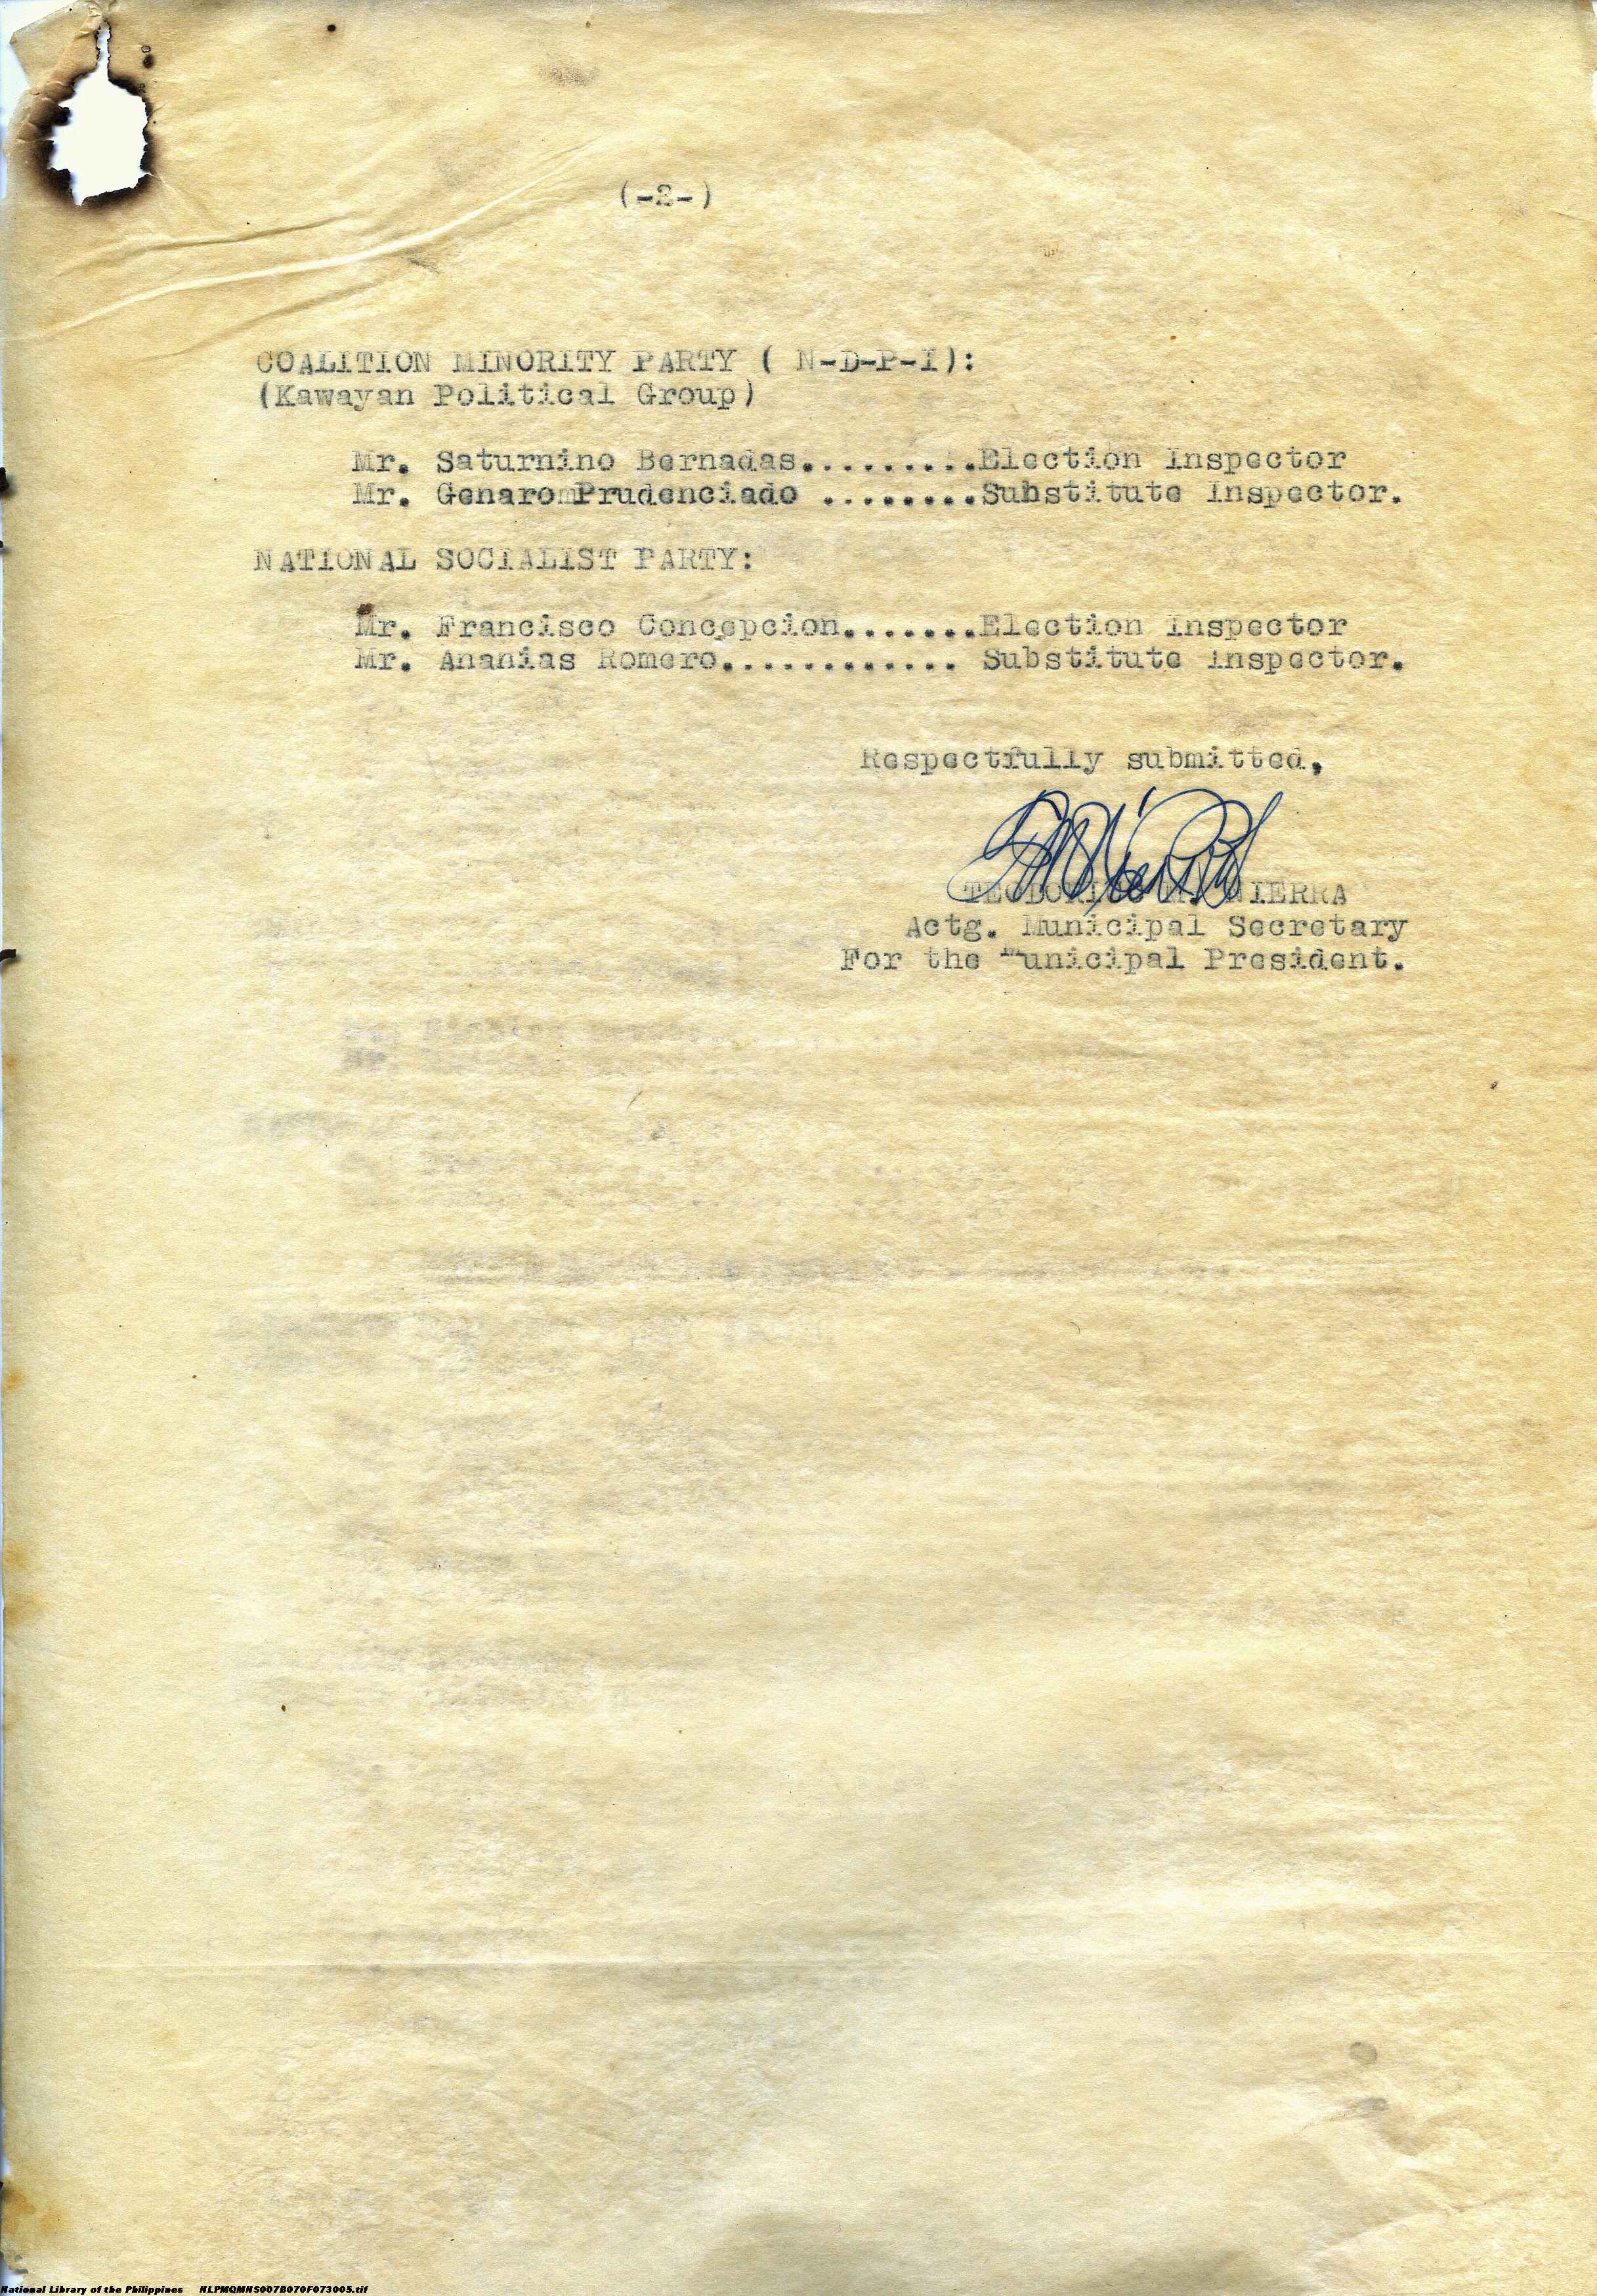 (-2-)
COALITION MINORITY PARTY ( N-D-P-I):
(Kawayan Political Group)
Mr. Saturnino Bernadas.........Election Inspector
Mr. GenaromPrudenciado ........Substitute Inspector.
NATIONAL SOCIALIST PARTY:
Mr. Francisco Concepcion.......Election Inspector
Mr. Ananias Romero............ Substitute Inspector.
Respectfully submitted,
NIERRA
Actg. Municipal Secretary
For the Municipal President.
National Library of the Philippines NLPMQMNS007B070F073005.tif